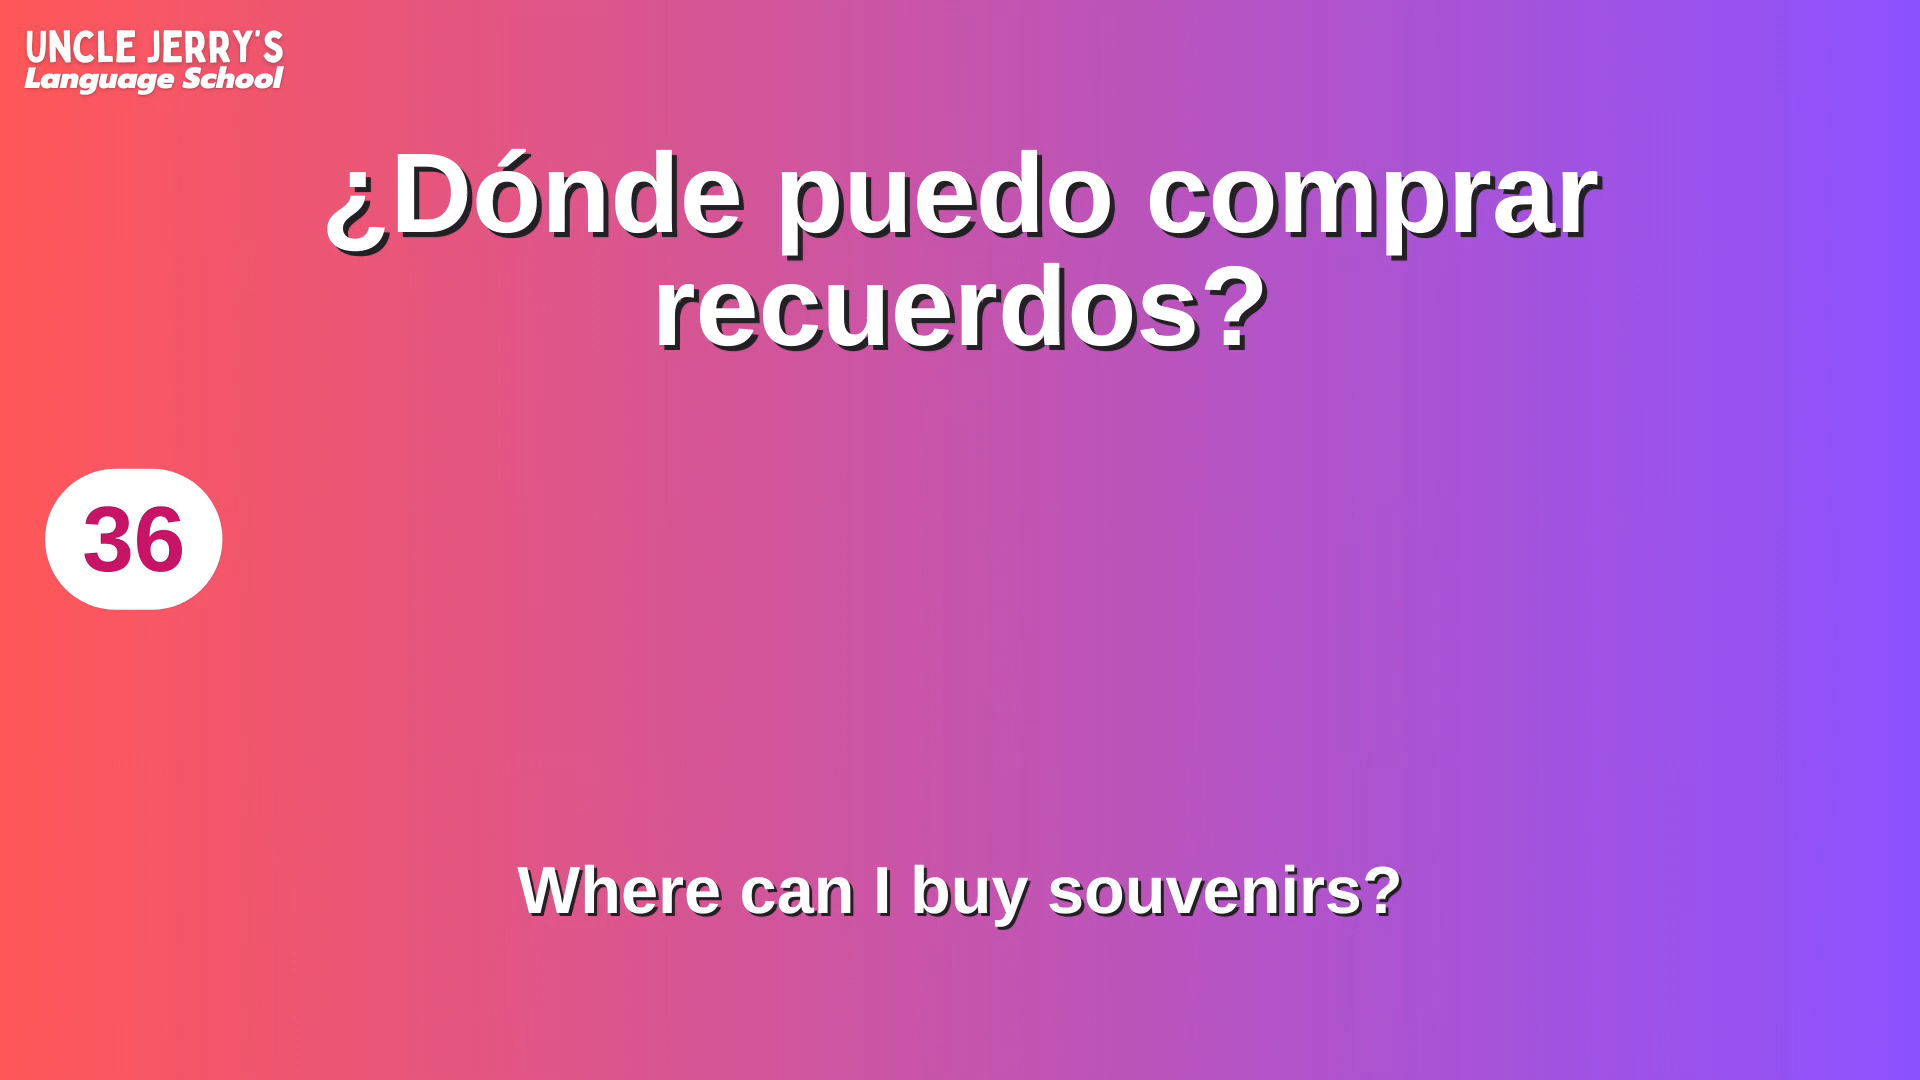 UNCLE JERRY'S
Language School
¿Dónde puedo comprar
recuerdos?
36
Where can I buy souvenirs?